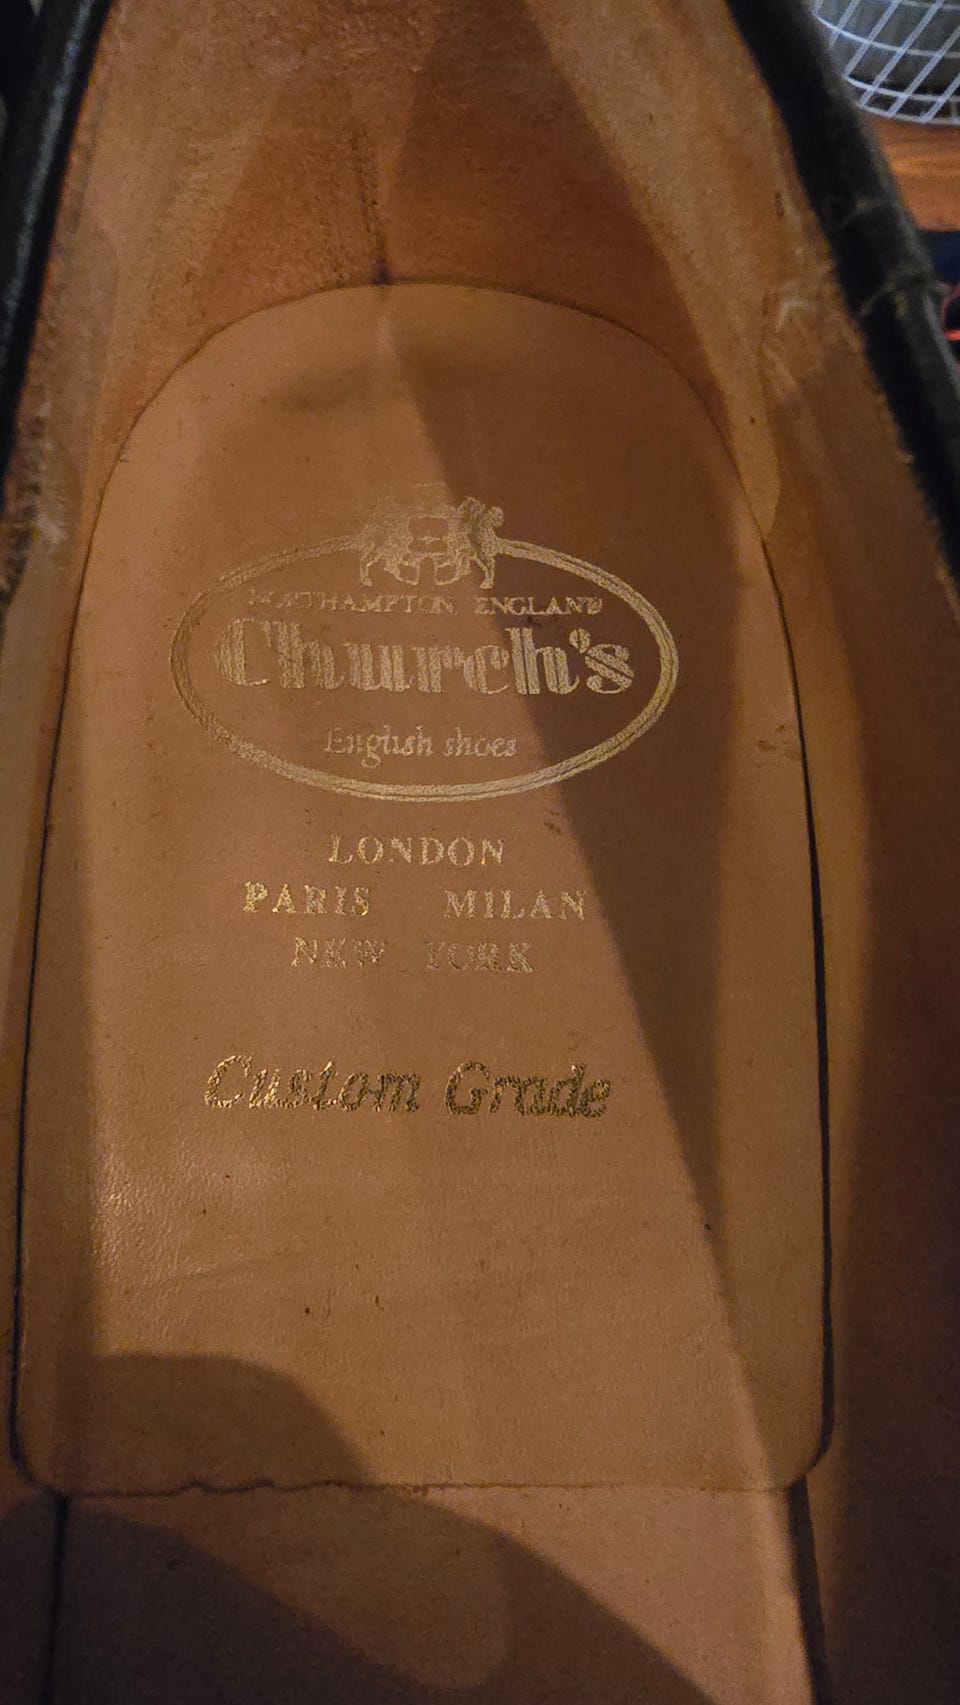 NORTHAMPTON, ENGLAND
Church's
English shoes
LONDON
PARIS MILAN
NEW YORK
Custom Grade